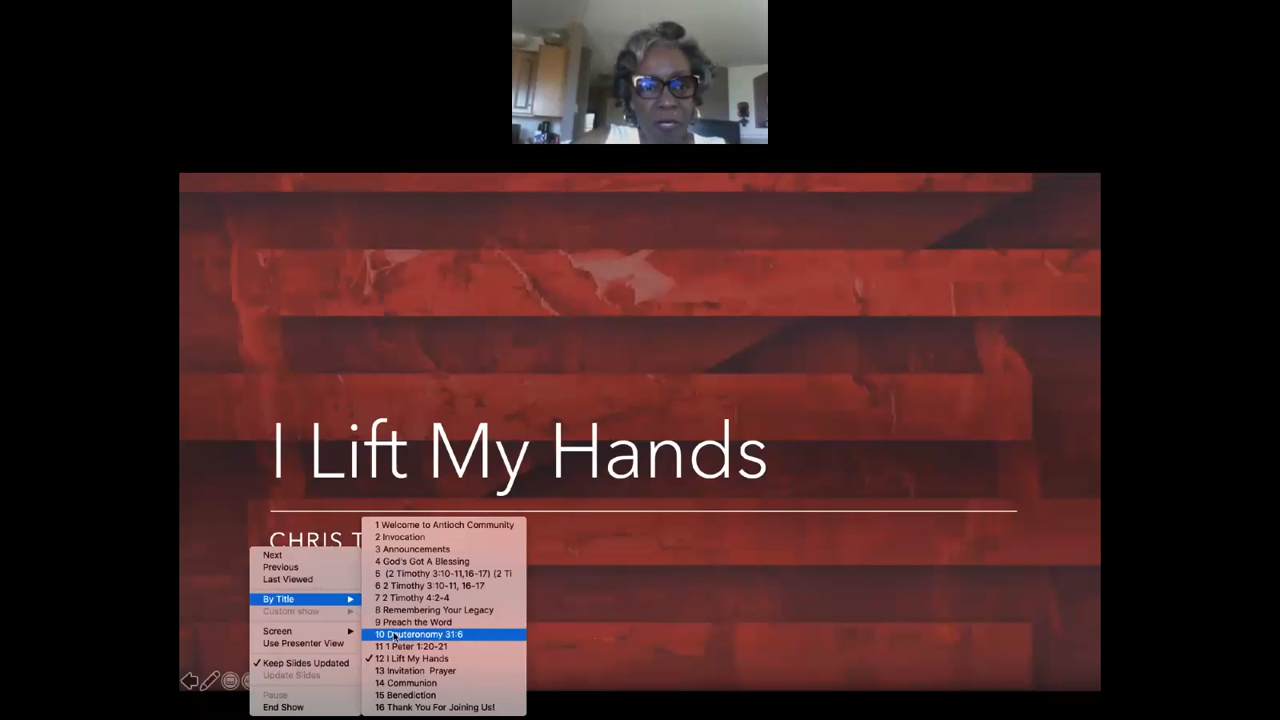 I Lift My Hands
CHRIS T
Next
Previous
Last Viewed
By Title
Custom show
Screen
Use Presenter View
✓ Keep Slides Updated
Update Slides
Pause
End Show
1 Welcome to Antioch Community
2 Invocation
3 Announcements
4 God's Got A Blessing
5 (2 Timothy 3:10-11,16-17) (2 Ti
6 2 Timothy 3:10-11, 16-17
7 2 Timothy 4:2-4
8 Remembering Your Legacy
9 Preach the Word
10 Deuteronomy 31:6
11 1 Peter 1:20-21
✓ 12 I Lift My Hands
13 Invitation Prayer
14 Communion
15 Benediction
16 Thank You For Joining Us!